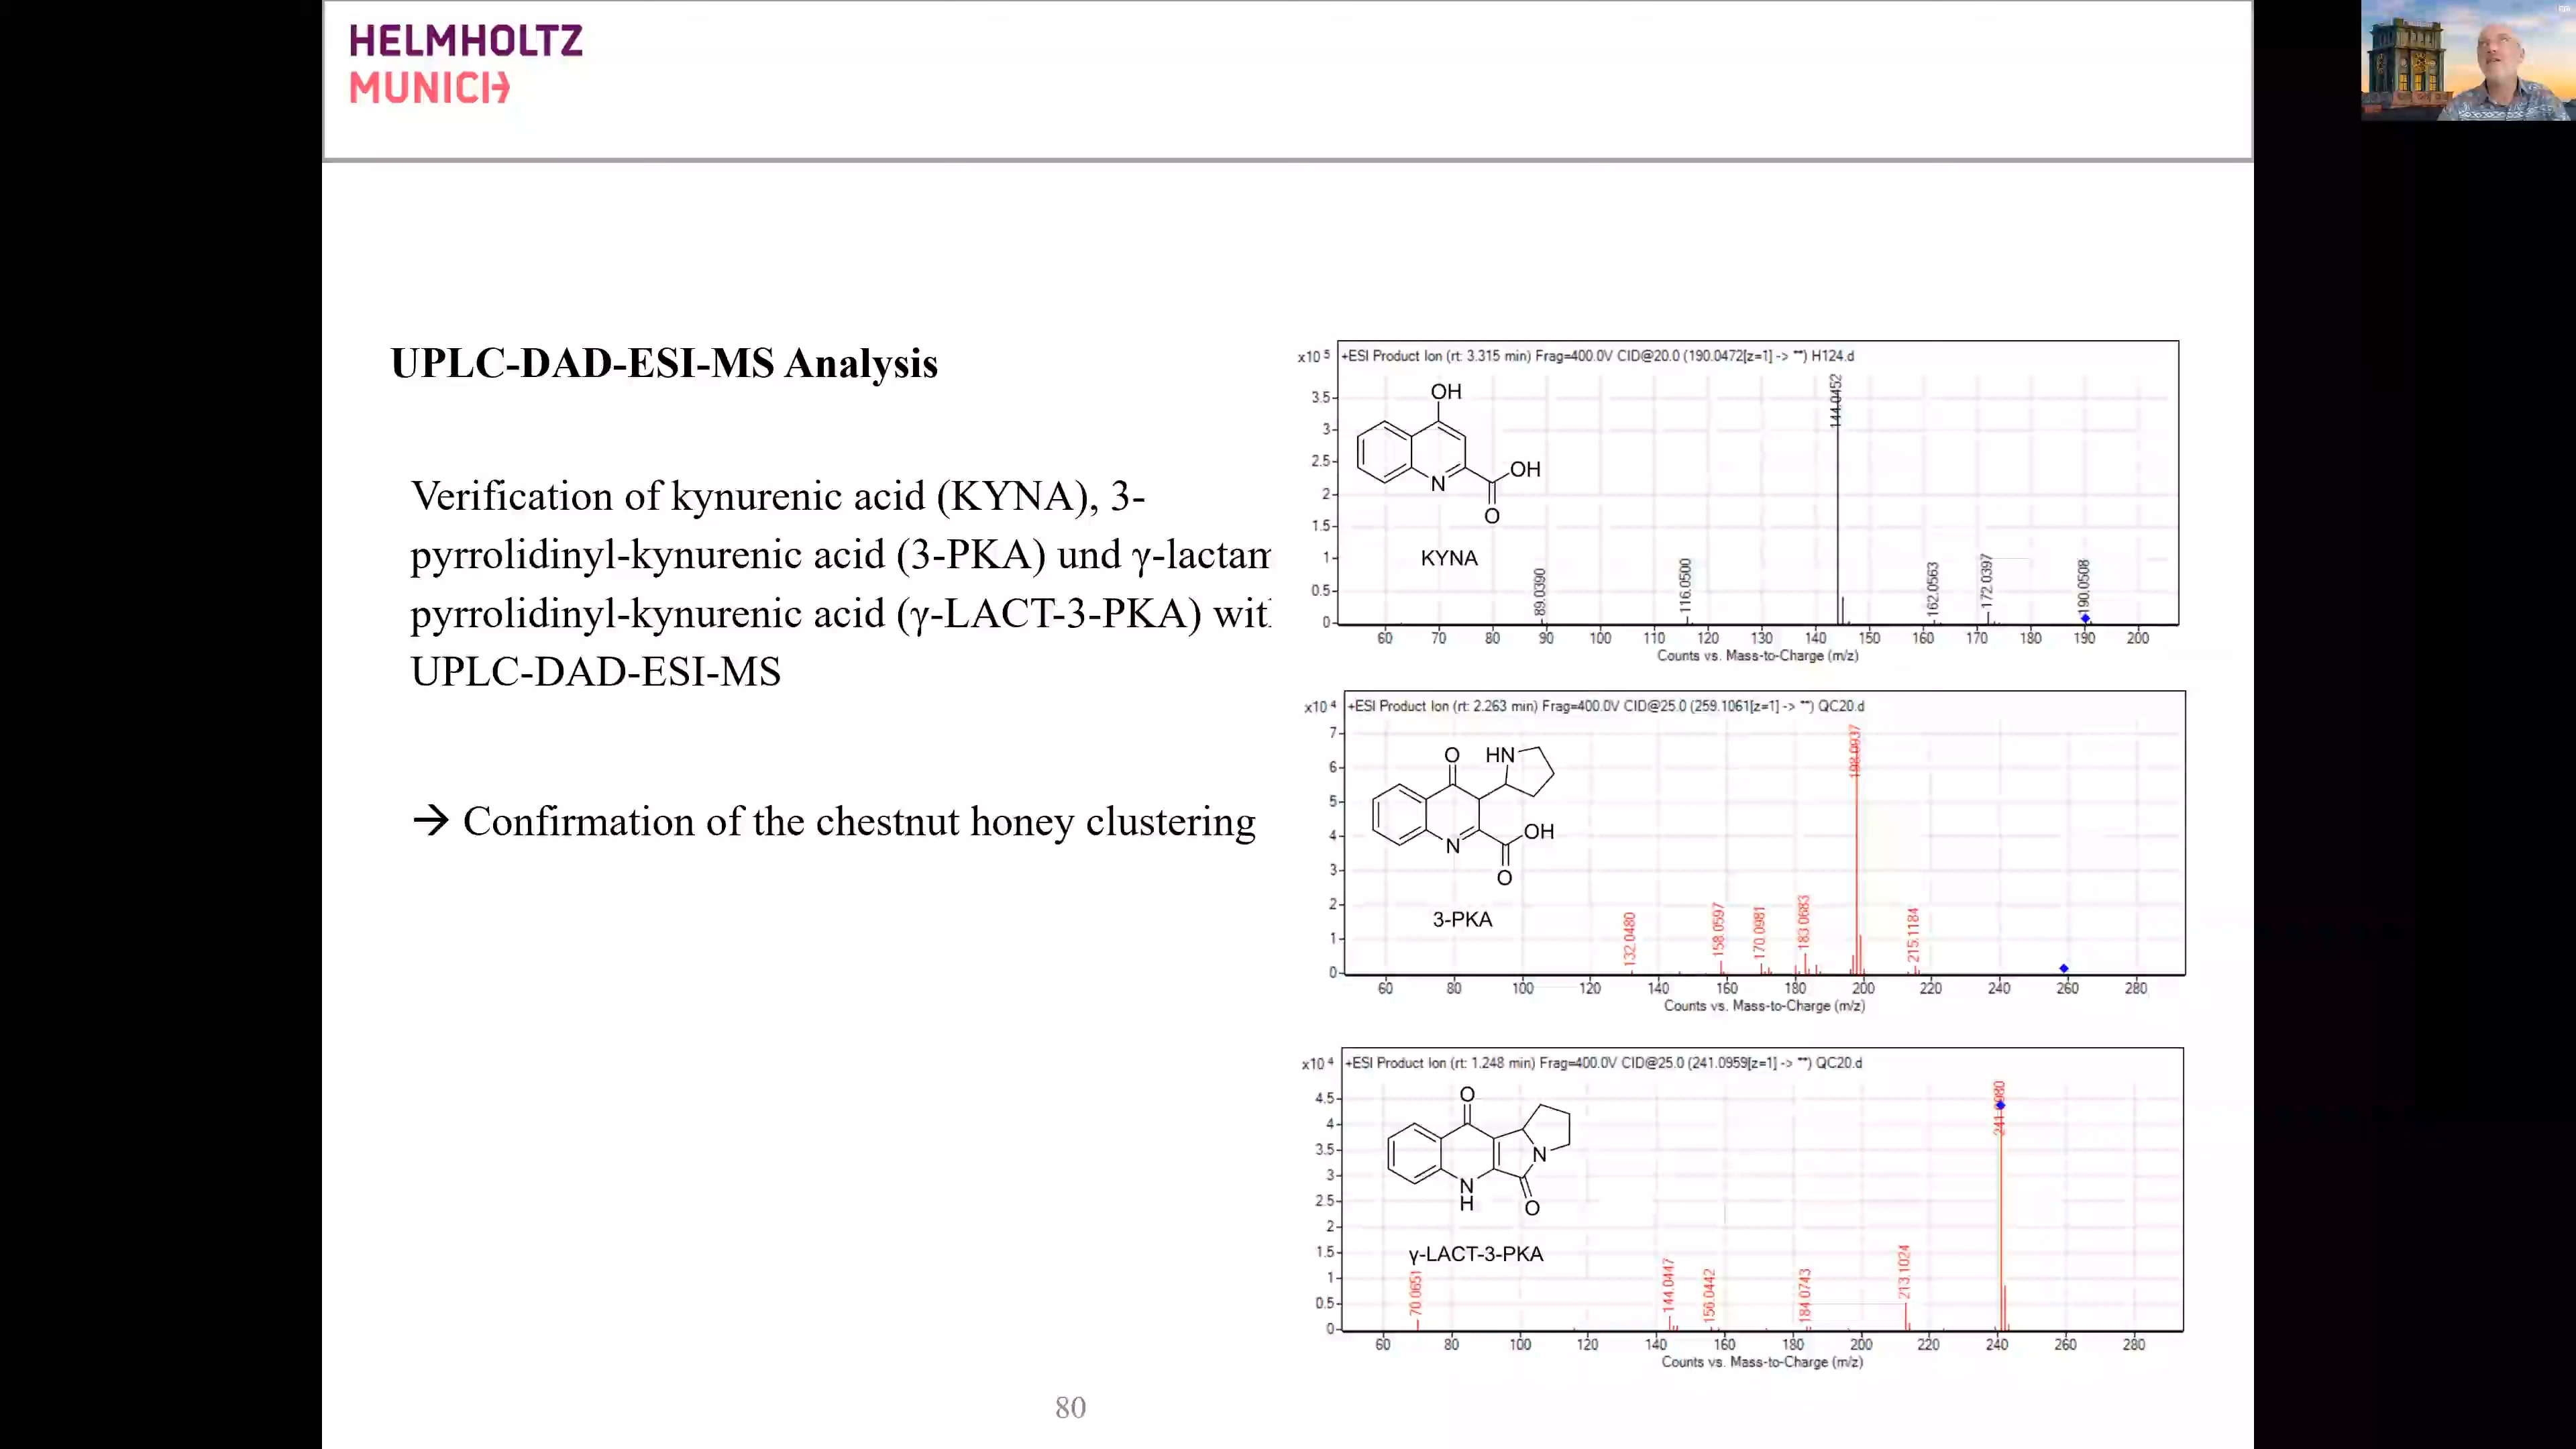 HELMHOLTZ
MUNICH
UPLC-DAD-ESI-MS Analysis
Verification of kynurenic acid (KYNA), 3-
pyrrolidinyl-kynurenic acid (3-PKA) und γ-lactam
pyrrolidinyl-kynurenic acid (γ-LACT-3-PKA) wit
UPLC-DAD-ESI-MS
→ Confirmation of the chestnut honey clustering
x10 5 +ESI Product Ion (rt: 3.315 min) Frag=400.0V CID@20.0 (190.0472[z=1] -> **) H124.d
3.5
3
2.5
2
1.5
1
0.5
0
OH
OH
N
O
KYNA
89.0390
116.0500
144.0452
162.0563
172.0397
190.0508
60 70 80 90 100 110 120 130 140 150 160 170 180 190 200
Counts vs. Mass-to-Charge (m/z)
x10 4 +ESI Product Ion (rt: 2.263 min) Frag=400.0V CID@25.0 (259.1061[z=1] -> **) QC20.d
7
6
5
4
3
2
1
0
O HN
OH
N
O
3-PKA
132.0480
158.0597
170.0981
183.0683
198.0937
215.1184
60 80 100 120 140 160 180 200 220 240 260 280
Counts vs. Mass-to-Charge (m/z)
x10 4 +ESI Product Ion (rt: 1.248 min) Frag=400.0V CID@25.0 (241.0959[z=1] -> **) QC20.d
4.5
4
3.5
3
2.5
2
1.5
1
0.5
0
O
N
N
H
O
γ-LACT-3-PKA
70.0651
144.0447
156.0442
184.0743
213.1024
60 80 100 120 140 160 180 200 220 240 260 280
Counts vs. Mass-to-Charge (m/z)
80